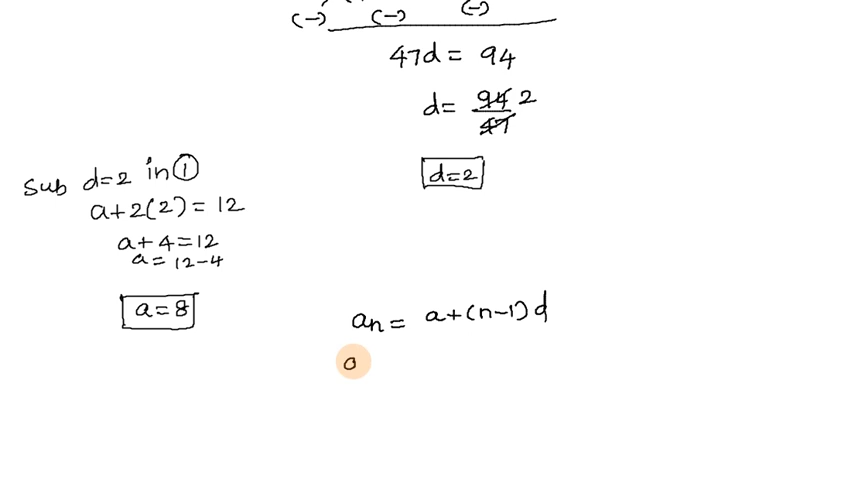 (-) (-) (-)
47d = 94
d = 94/47 2
d=2
Sub d=2 in ①
a+2(2) = 12
a+4=12
a = 12-4
a=8
an = a+(n-1)d
a